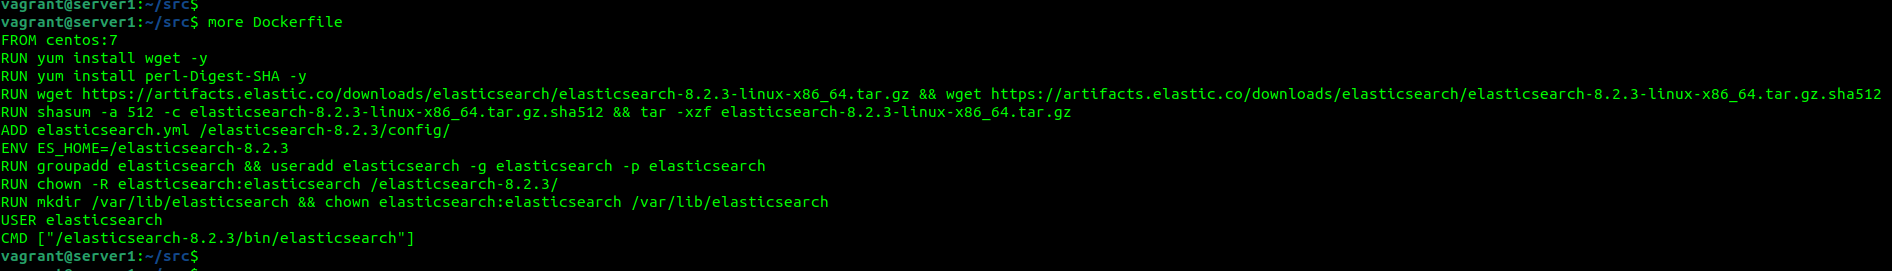 vagrant@server1:~/src$
vagrant@server1:~/src$ more Dockerfile
FROM centos:7
RUN yum install wget -y
RUN yum install perl-Digest-SHA -y
RUN wget https://artifacts.elastic.co/downloads/elasticsearch/elasticsearch-8.2.3-linux-x86_64.tar.gz && wget https://artifacts.elastic.co/downloads/elasticsearch/elasticsearch-8.2.3-linux-x86_64.tar.gz.sha512
RUN shasum -a 512 -c elasticsearch-8.2.3-linux-x86_64.tar.gz.sha512 && tar -xzf elasticsearch-8.2.3-linux-x86_64.tar.gz
ADD elasticsearch.yml /elasticsearch-8.2.3/config/
ENV ES_HOME=/elasticsearch-8.2.3
RUN groupadd elasticsearch && useradd elasticsearch -g elasticsearch -p elasticsearch
RUN chown -R elasticsearch:elasticsearch /elasticsearch-8.2.3/
RUN mkdir /var/lib/elasticsearch && chown elasticsearch:elasticsearch /var/lib/elasticsearch
USER elasticsearch
CMD ["/elasticsearch-8.2.3/bin/elasticsearch"]
vagrant@server1:~/src$